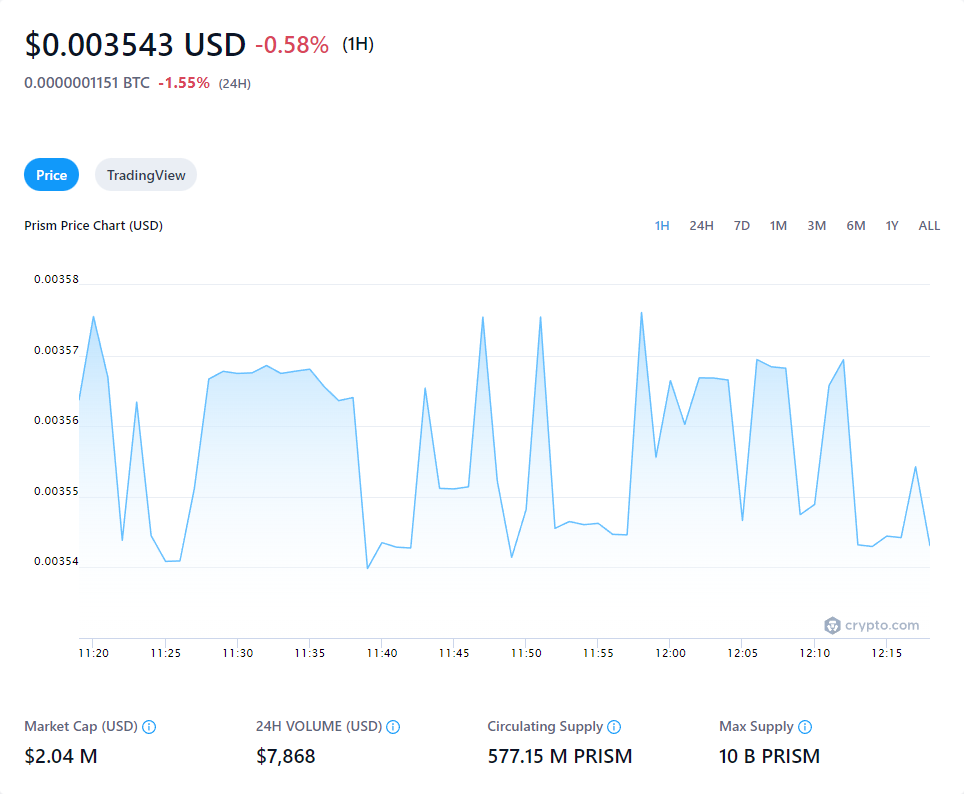 $0.003543 USD -0.58% (1H)
0.0000001151 BTC -1.55% (24H)
Price TradingView
Prism Price Chart (USD) 1H 24H 7D 1M 3M 6M 1Y ALL
0.00358
0.00357
0.00356
0.00355
0.00354
crypto.com
11:20 11:25 11:30 11:35 11:40 11:45 11:50 11:55 12:00 12:05 12:10 12:15
Market Cap (USD) 24H VOLUME (USD) Circulating Supply Max Supply
$2.04 M $7,868 577.15 M PRISM 10 B PRISM